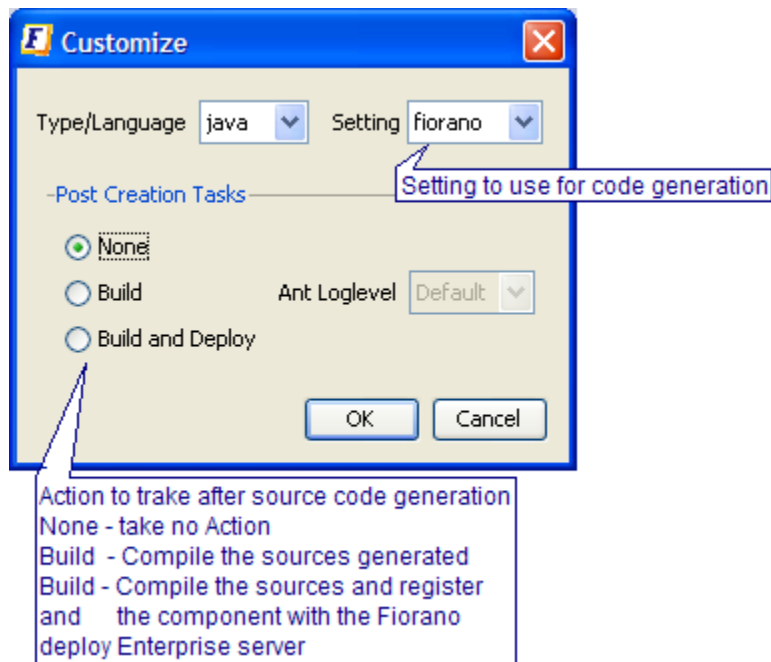 F Customize
Type/Language java Setting fiorano
Setting to use for code generation
Post Creation Tasks
None
Build Ant Loglevel Default
Build and Deploy
OK Cancel
Action to trake after source code generation
None - take no Action
Build - Compile the sources generated
Build - Compile the sources and register
and the component with the Fiorano
deploy Enterprise server